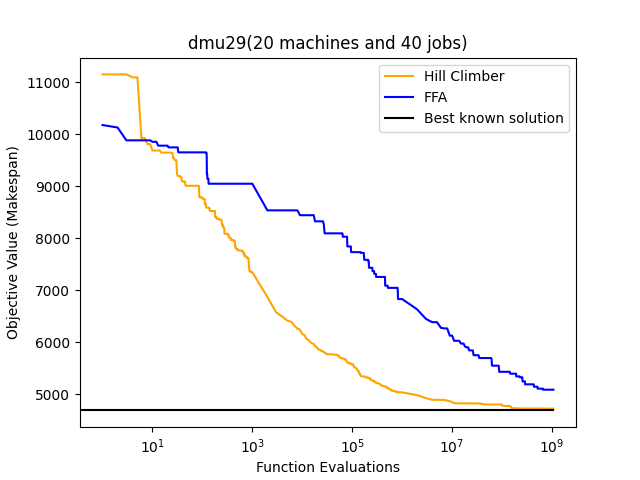 dmu29(20 machines and 40 jobs)
Hill Climber
FFA
Best known solution
Objective Value (Makespan)
11000
10000
9000
8000
7000
6000
5000
10^1
10^3
10^5
10^7
10^9
Function Evaluations